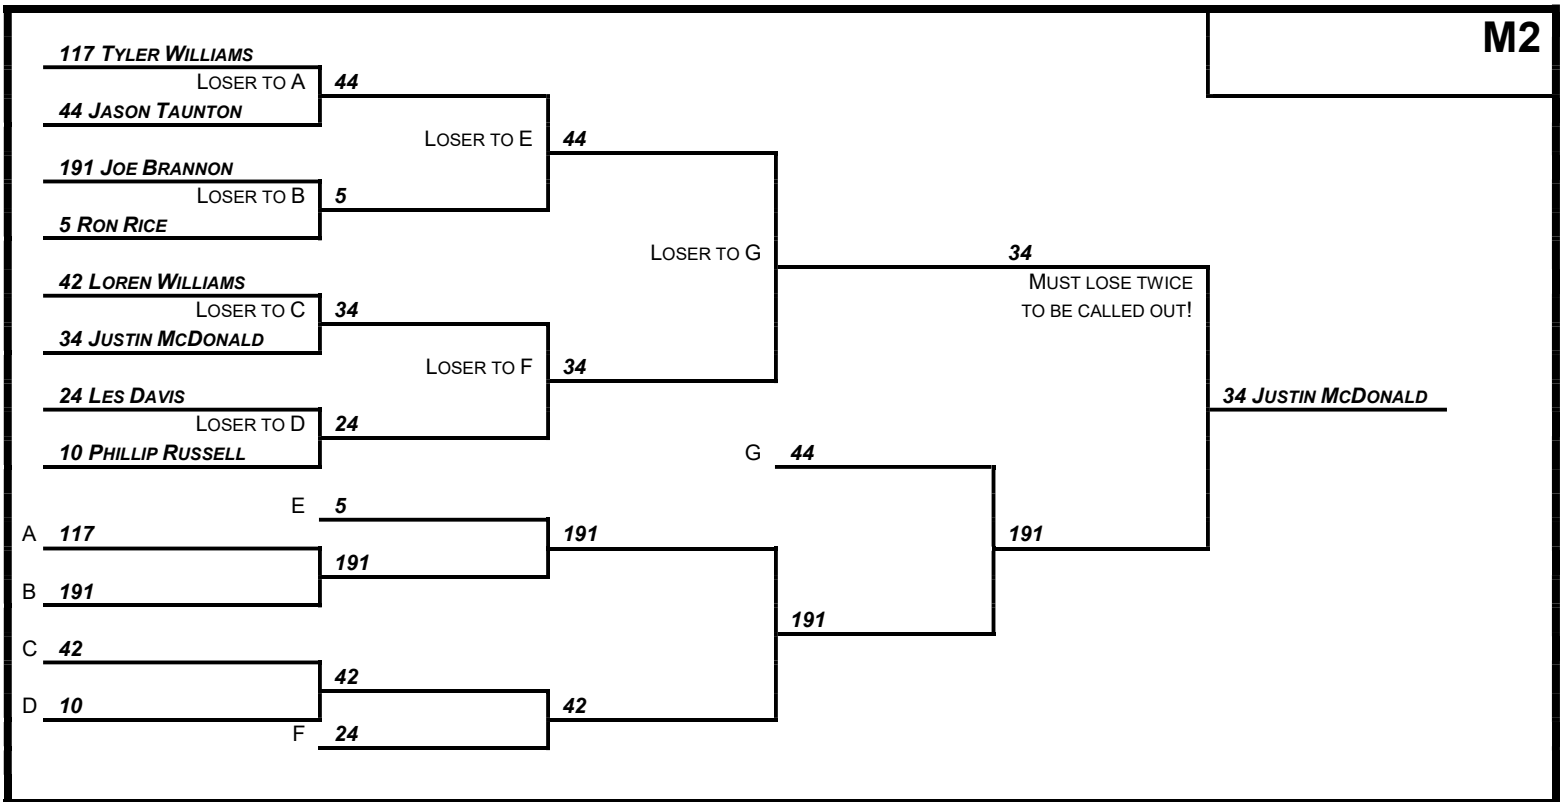 M2
117 TYLER WILLIAMS
LOSER TO A
44
44 JASON TAUNTON
LOSER TO E
44
191 JOE BRANNON
LOSER TO B
5
5 RON RICE
LOSER TO G
34
42 LOREN WILLIAMS
MUST LOSE TWICE
TO BE CALLED OUT!
LOSER TO C
34
34 JUSTIN MCDONALD
LOSER TO F
34
24 LES DAVIS
34 JUSTIN MCDONALD
LOSER TO D
24
10 PHILLIP RUSSELL
G 44
E 5
A 117
191
191
191
B 191
191
C 42
42
D 10
42
F 24